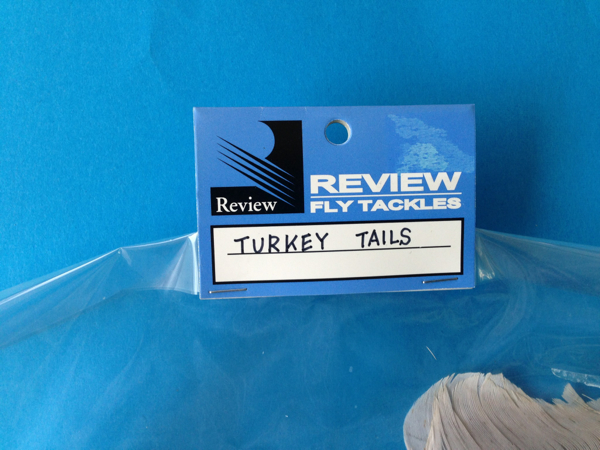 Review
REVIEW
FLY TACKLES
TURKEY TAILS